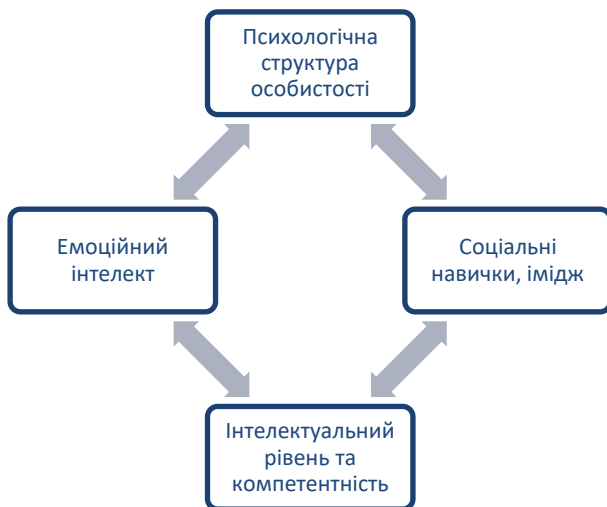 Психологічна
структура
особистості
Емоційний
інтелект
Соціальні
навички, імідж
Інтелектуальний
рівень та
компетентність